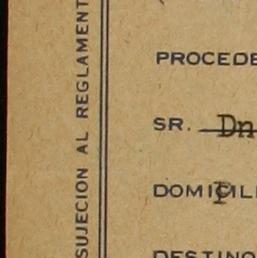 SUJECION AL REGLAMENT
PROCEDE
SR. Dn
DOMICIL
DESTINO